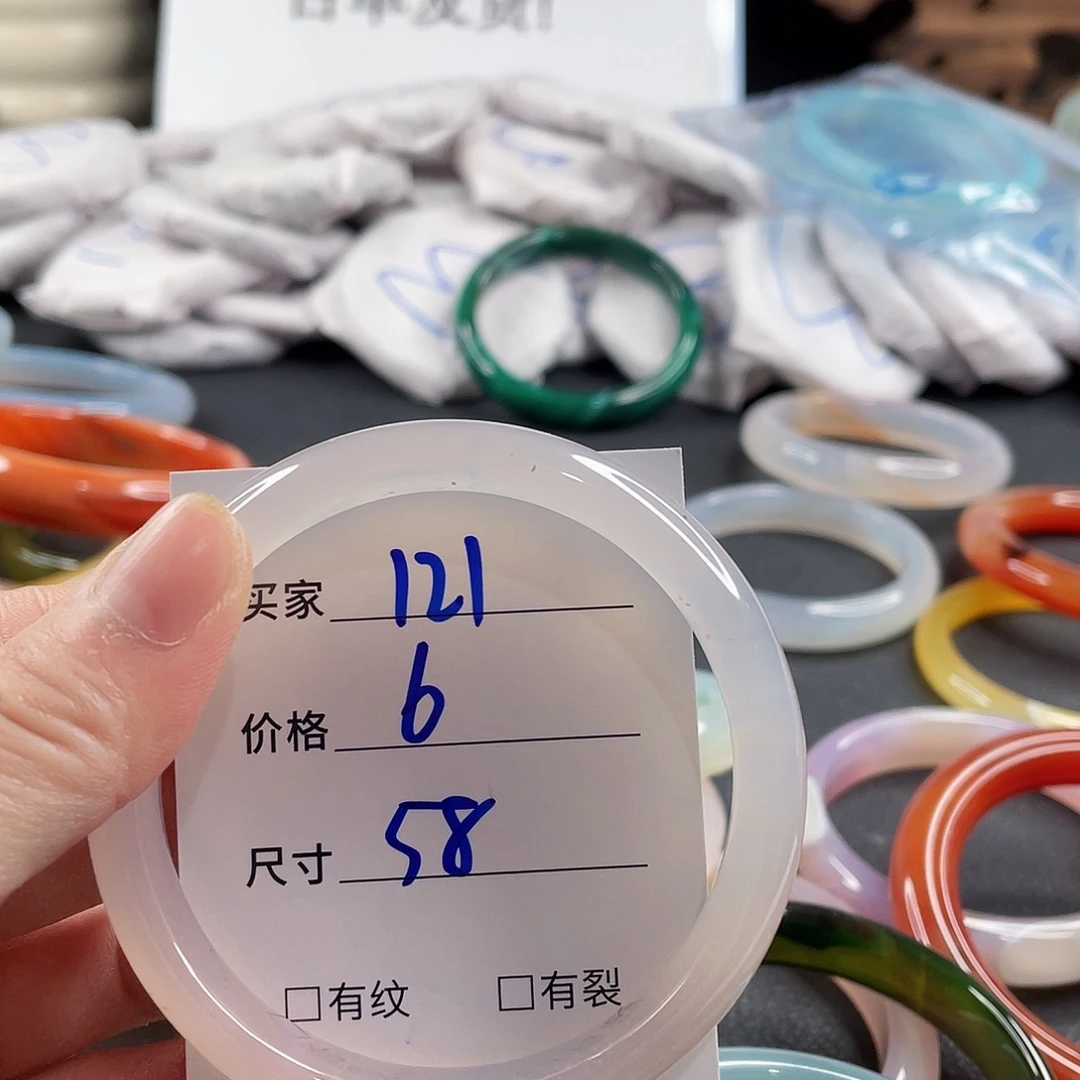 买家 121
价格 6
尺寸 58
□有纹 □有裂